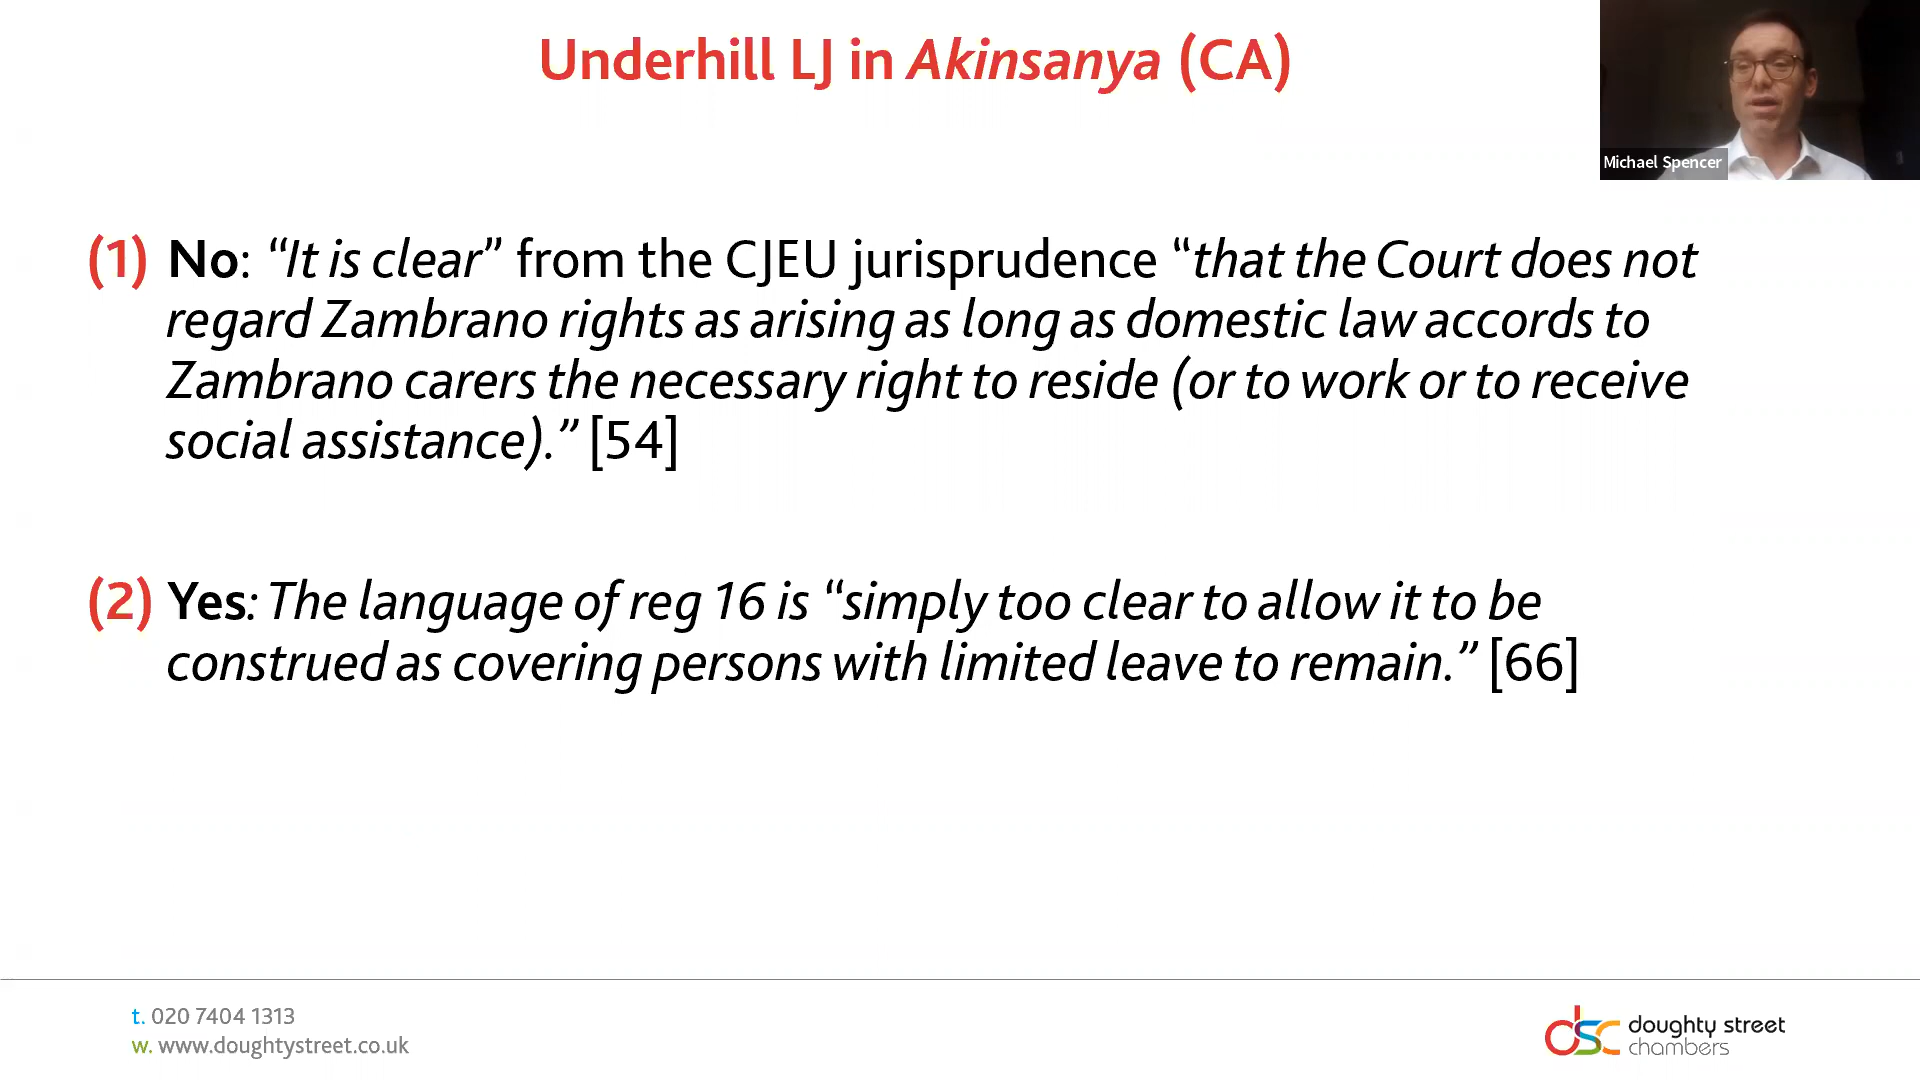 Underhill LJ in Akinsanya (CA)
Michael Spencer
(1) No: “It is clear” from the CJEU jurisprudence “that the Court does not
regard Zambrano rights as arising as long as domestic law accords to
Zambrano carers the necessary right to reside (or to work or to receive
social assistance).” [54]
(2) Yes: The language of reg 16 is “simply too clear to allow it to be
construed as covering persons with limited leave to remain.” [66]
t. 020 7404 1313
w. www.doughtystreet.co.uk
dsc doughty street
chambers